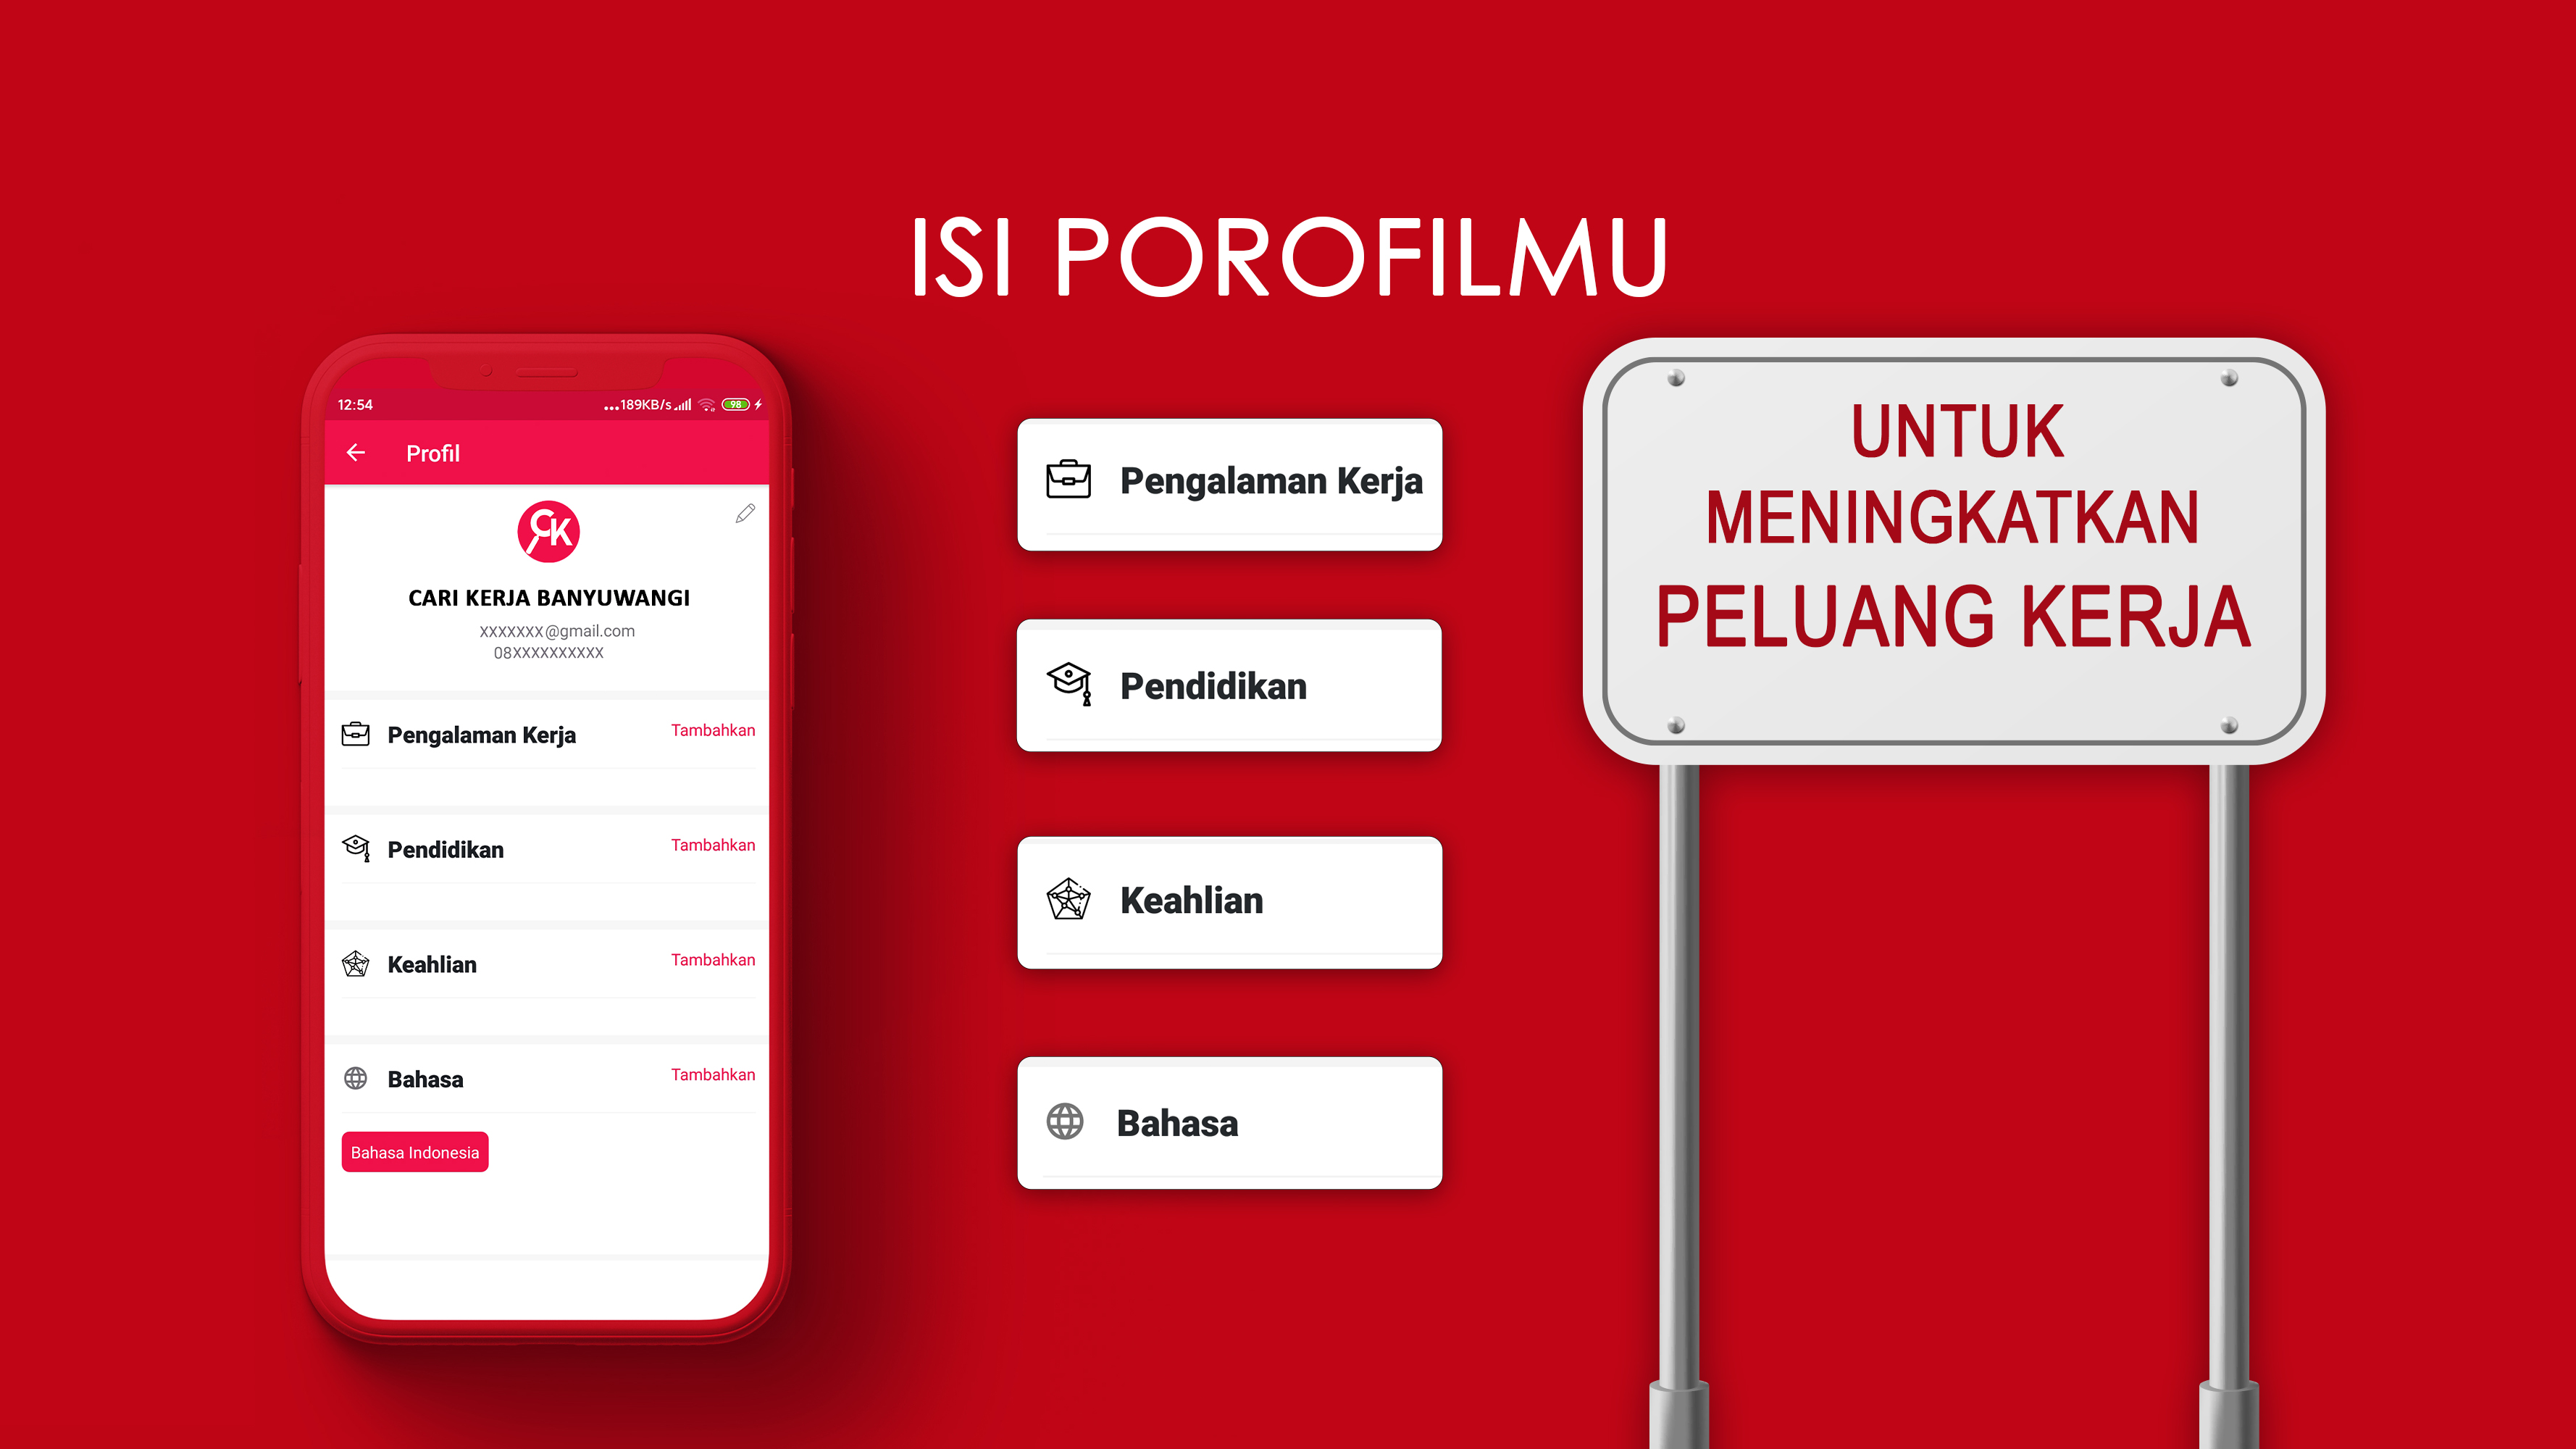 ISI POROFILMU
12:54
...189KB/s
98
Profil
CK
CARI KERJA BANYUWANGI
XXXXXXX@gmail.com
08XXXXXXXXXX
Pengalaman Kerja Tambahkan
Pendidikan Tambahkan
Keahlian Tambahkan
Bahasa Tambahkan
Bahasa Indonesia
Pengalaman Kerja
Pendidikan
Keahlian
Bahasa
UNTUK
MENINGKATKAN
PELUANG KERJA